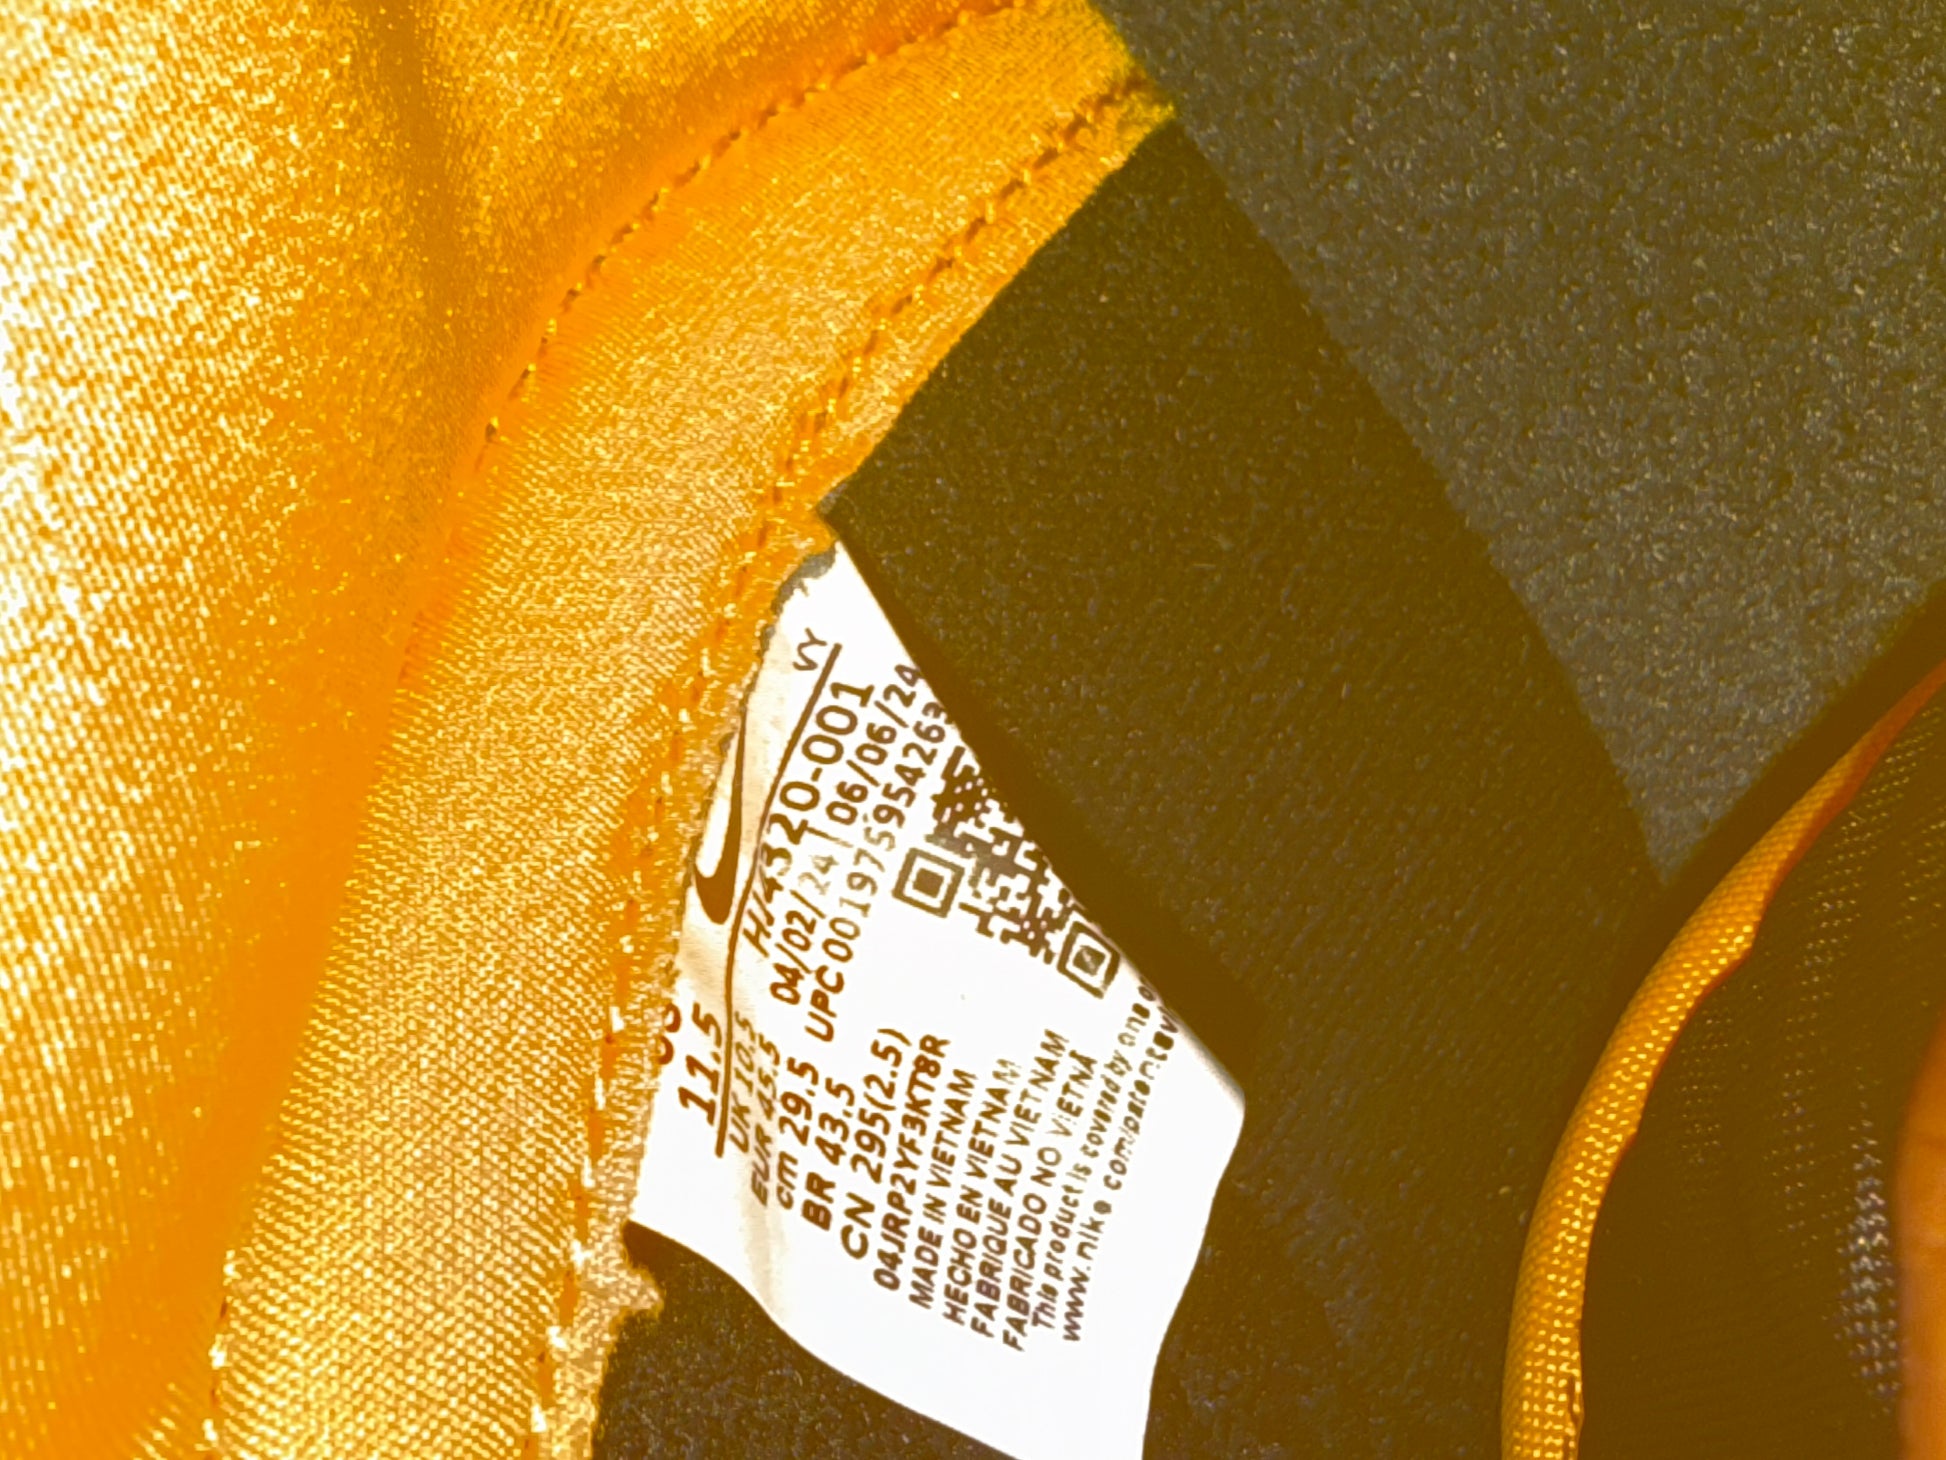 VY
11.5
HJ4320-001
UK 10.5
EUR 45.5
04/02/24 | 06/06/24
cm 29.5
UPC00197595954263
BR 43.5
CN 295(2.5)
04JRP2YF3KT8R
MADE IN VIETNAM
HECHO EN VIETNAM
FABRIQUE AU VIETNAM
FABRICADO NO VIETNÃ
This product is covered by one
www.nike.com/patents